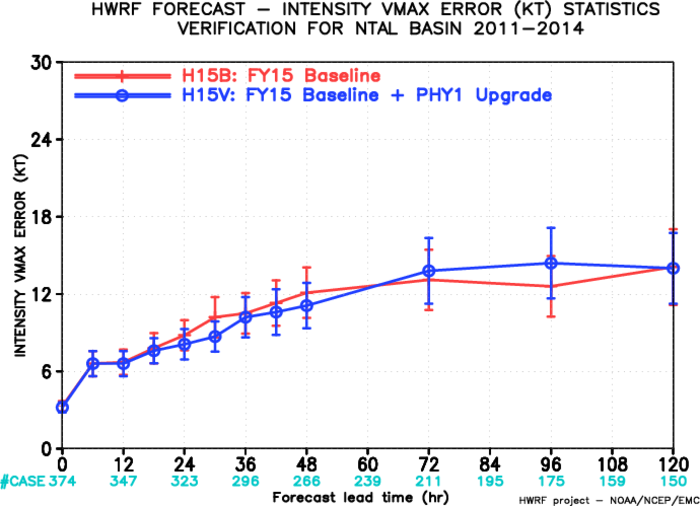 HWRF FORECAST – INTENSITY VMAX ERROR (KT) STATISTICS
VERIFICATION FOR NTAL BASIN 2011–2014
H15B: FY15 Baseline
H15V: FY15 Baseline + PHY1 Upgrade
INTENSITY VMAX ERROR (KT)
30
24
18
12
6
0
0 12 24 36 48 60 72 84 96 108 120
#CASE 374 347 323 296 266 239 211 195 175 159 150
Forecast lead time (hr)
HWRF project – NOAA/NCEP/EMC